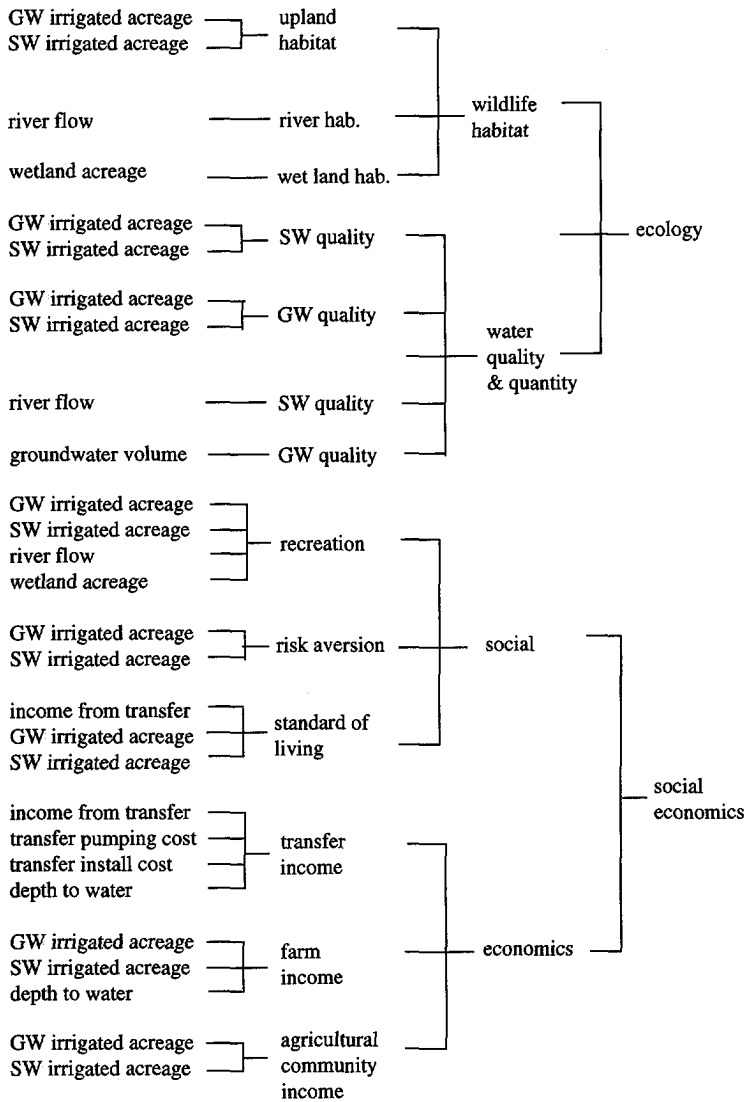 GW irrigated acreage
SW irrigated acreage
upland
habitat
river flow
river hab.
wetland acreage
wet land hab.
wildlife
habitat
GW irrigated acreage
SW irrigated acreage
SW quality
GW irrigated acreage
SW irrigated acreage
GW quality
river flow
SW quality
groundwater volume
GW quality
water
quality
& quantity
ecology
GW irrigated acreage
SW irrigated acreage
river flow
wetland acreage
recreation
GW irrigated acreage
SW irrigated acreage
risk aversion
income from transfer
GW irrigated acreage
SW irrigated acreage
standard of
living
social
income from transfer
transfer pumping cost
transfer install cost
depth to water
transfer
income
GW irrigated acreage
SW irrigated acreage
depth to water
farm
income
GW irrigated acreage
SW irrigated acreage
agricultural
community
income
economics
social
economics